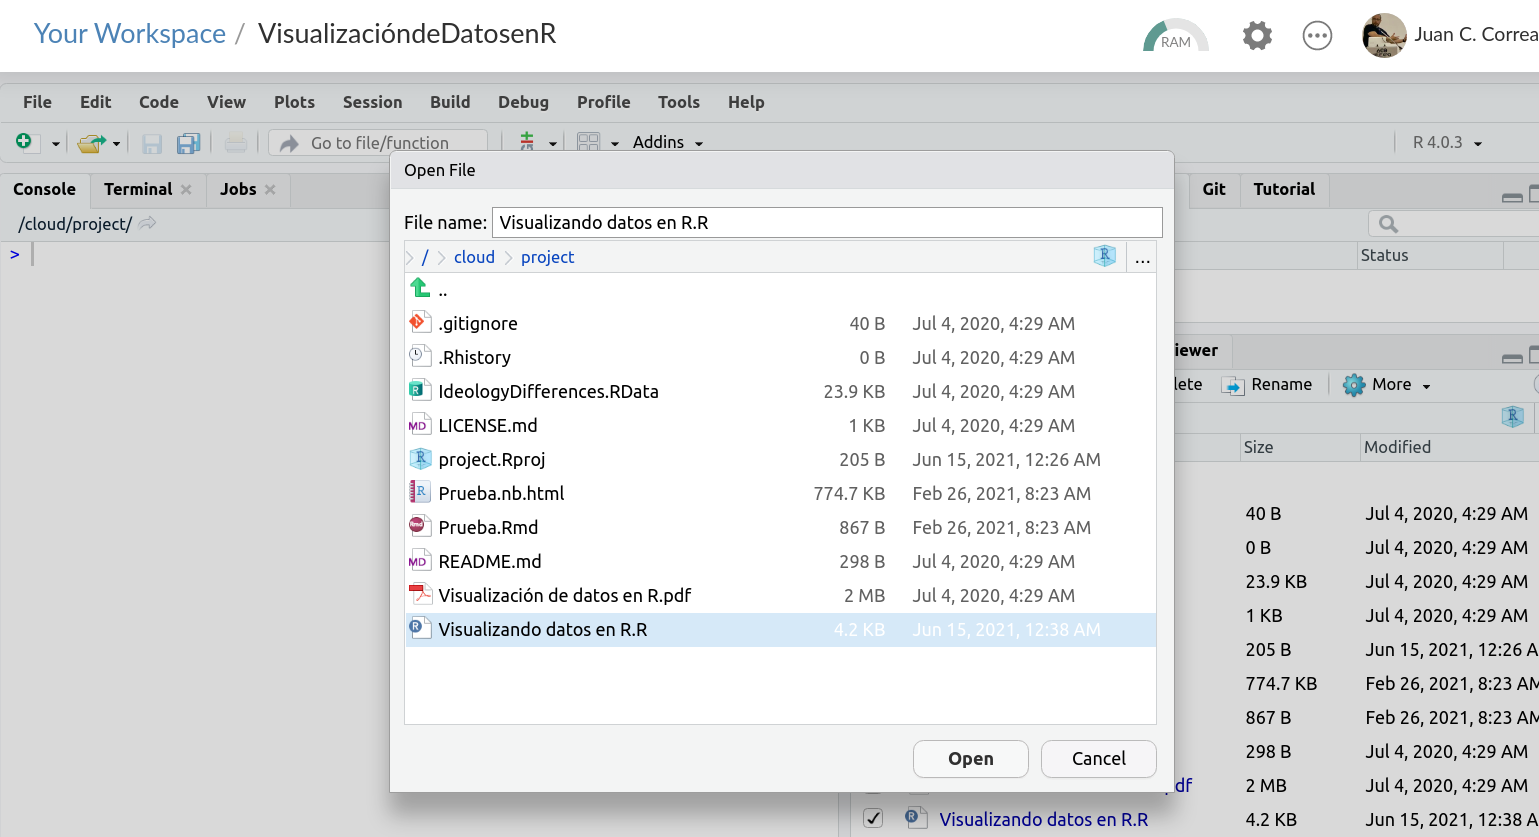 Your Workspace / VisualizacióndeDatosenR
RAM
Juan C. Correa
File Edit Code View Plots Session Build Debug Profile Tools Help
Go to file/function
Addins
R 4.0.3
Console
Terminal
Jobs
Git
Tutorial
/cloud/project/
>
Status
Open File
File name: Visualizando datos en R.R
/ cloud project
R
...
..
.gitignore 40 B Jul 4, 2020, 4:29 AM
.Rhistory 0 B Jul 4, 2020, 4:29 AM
IdeologyDifferences.RData 23.9 KB Jul 4, 2020, 4:29 AM
LICENSE.md 1 KB Jul 4, 2020, 4:29 AM
project.Rproj 205 B Jun 15, 2021, 12:26 AM
Prueba.nb.html 774.7 KB Feb 26, 2021, 8:23 AM
Prueba.Rmd 867 B Feb 26, 2021, 8:23 AM
README.md 298 B Jul 4, 2020, 4:29 AM
Visualización de datos en R.pdf 2 MB Jul 4, 2020, 4:29 AM
Visualizando datos en R.R 4.2 KB Jun 15, 2021, 12:38 AM
Open
Cancel
iewer
lete
Rename
More
R
Size
Modified
40 B Jul 4, 2020, 4:29 AM
0 B Jul 4, 2020, 4:29 AM
23.9 KB Jul 4, 2020, 4:29 AM
1 KB Jul 4, 2020, 4:29 AM
205 B Jun 15, 2021, 12:26 A
774.7 KB Feb 26, 2021, 8:23 AM
867 B Feb 26, 2021, 8:23 AM
298 B Jul 4, 2020, 4:29 AM
pdf 2 MB Jul 4, 2020, 4:29 AM
Visualizando datos en R.R 4.2 KB Jun 15, 2021, 12:38 A